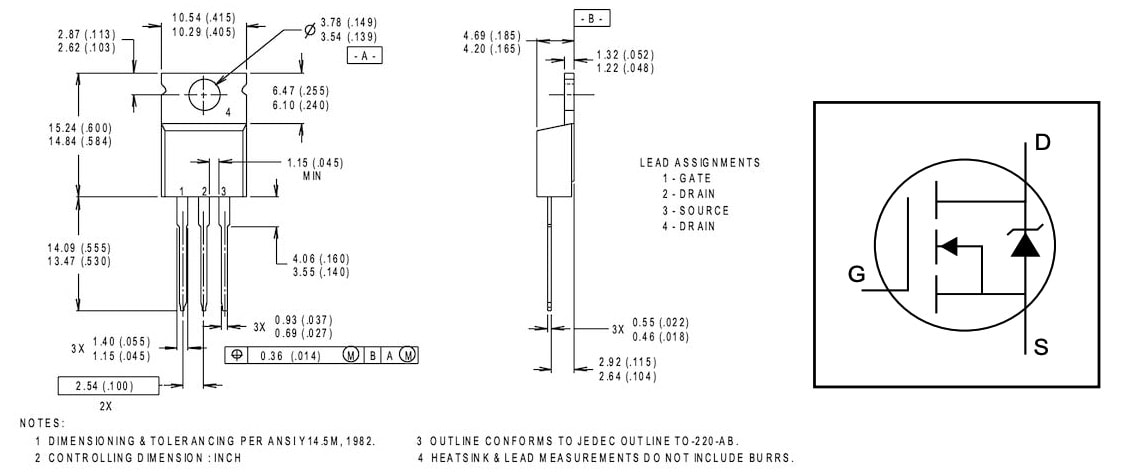 10.54 (.415)
10.29 (.405)
2.87 (.113)
2.62 (.103)
Ø 3.78 (.149)
3.54 (.139)
- A -
4
6.47 (.255)
6.10 (.240)
15.24 (.600)
14.84 (.584)
1.15 (.045)
MIN
1 2 3
14.09 (.555)
13.47 (.530)
4.06 (.160)
3.55 (.140)
3X 0.93 (.037)
0.69 (.027)
3X 1.40 (.055)
1.15 (.045)
⌖ 0.36 (.014) Ⓜ B A Ⓜ
2.54 (.100)
2X
- B -
4.69 (.185)
4.20 (.165)
1.32 (.052)
1.22 (.048)
3X 0.55 (.022)
0.46 (.018)
2.92 (.115)
2.64 (.104)
LEAD ASSIGNMENTS
1 - GATE
2 - DRAIN
3 - SOURCE
4 - DRAIN
D
G
S
NOTES:
1 DIMENSIONING & TOLERANCING PER ANSI Y14.5M, 1982.
2 CONTROLLING DIMENSION : INCH
3 OUTLINE CONFORMS TO JEDEC OUTLINE TO-220-AB.
4 HEATSINK & LEAD MEASUREMENTS DO NOT INCLUDE BURRS.